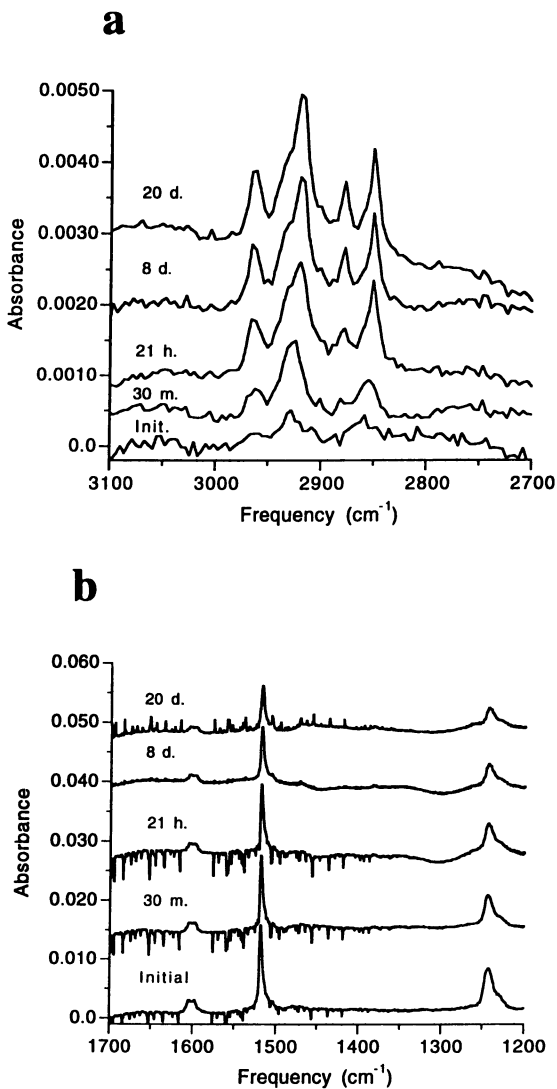 a
0.0050
0.0040
0.0030
0.0020
0.0010
0.0
Absorbance
20 d.
8 d.
21 h.
30 m.
Init.
3100 3000 2900 2800 2700
Frequency (cm-1)
b
0.060
0.050
0.040
0.030
0.020
0.010
0.0
Absorbance
20 d.
8 d.
21 h.
30 m.
Initial
1700 1600 1500 1400 1300 1200
Frequency (cm-1)